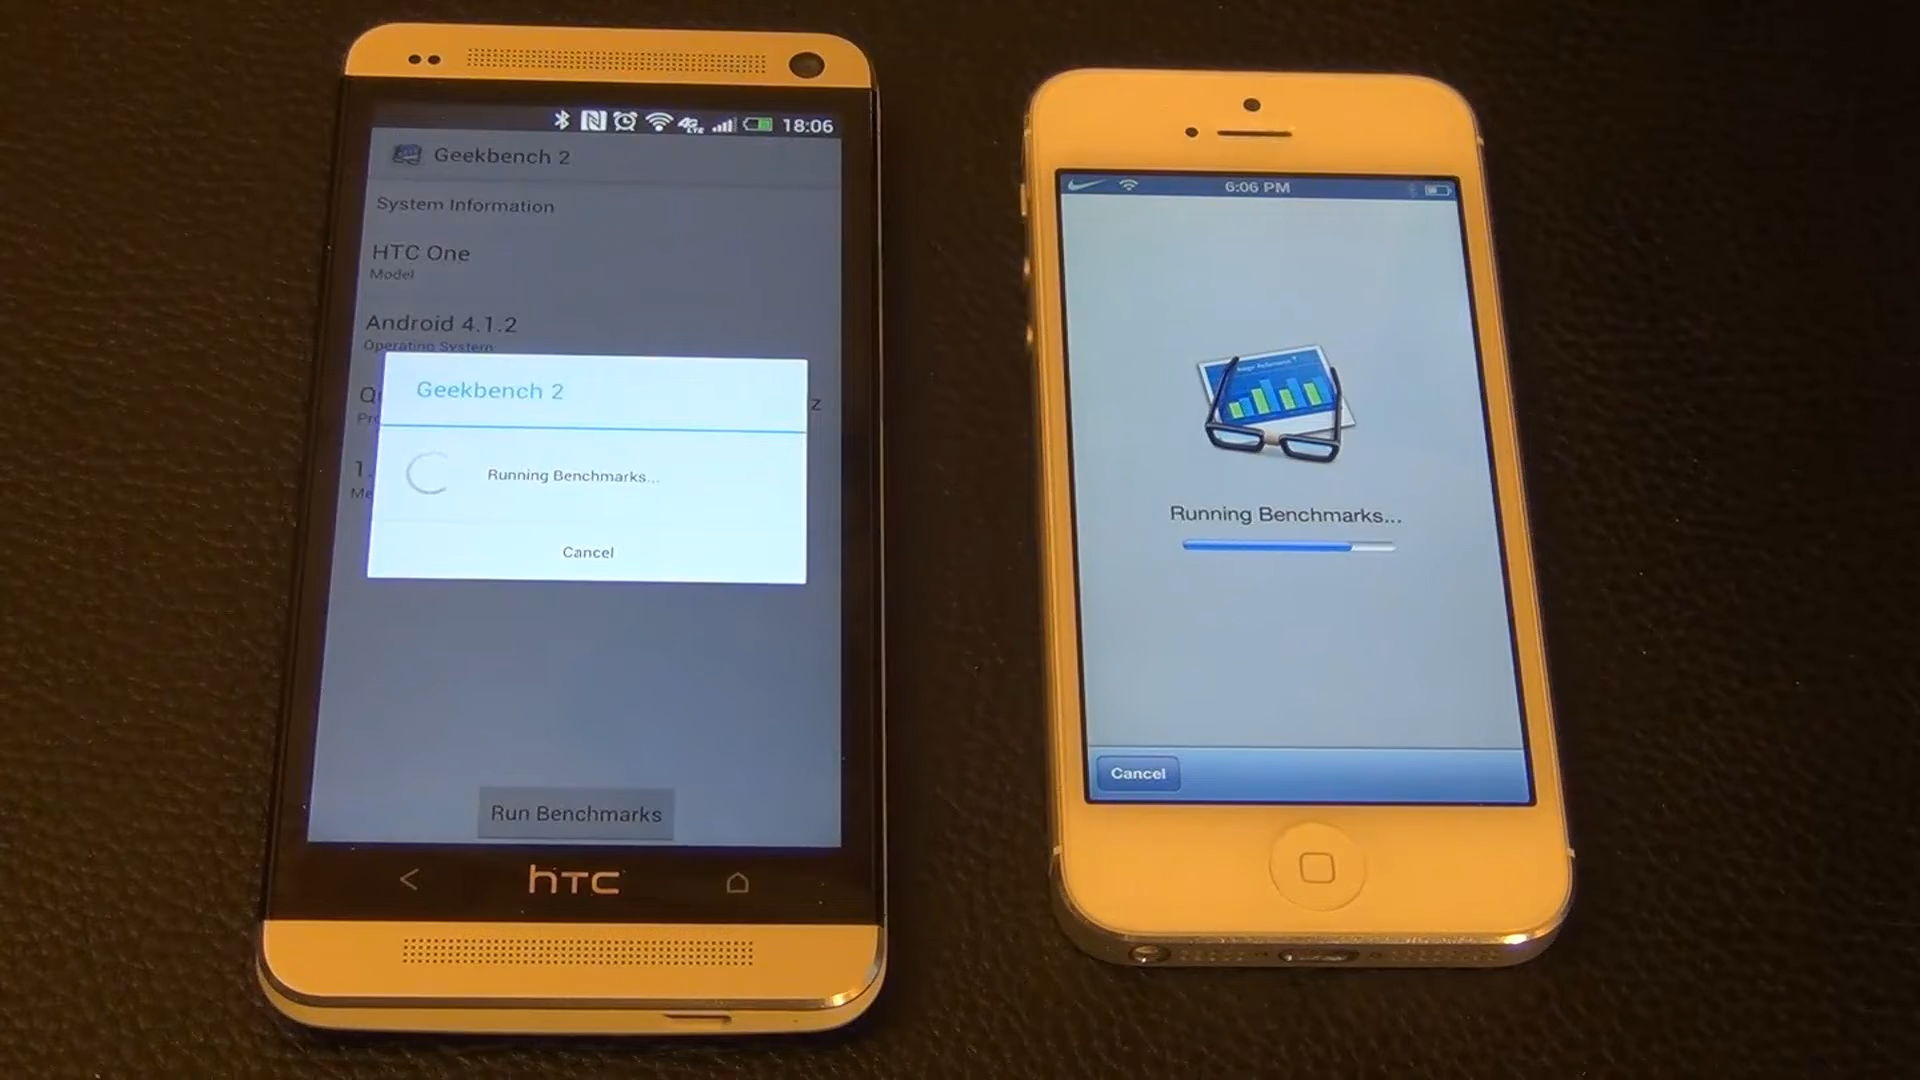 18:06
Geekbench 2
System Information
HTC One
Model
Android 4.1.2
Operating System
Geekbench 2
Running Benchmarks...
Cancel
Run Benchmarks
hTC
6:06 PM
Running Benchmarks...
Cancel